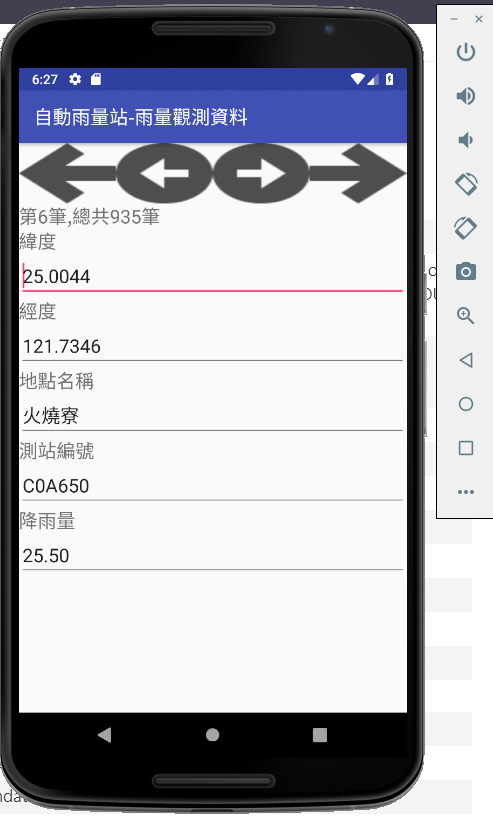 6:27
自動雨量站-雨量觀測資料
第6筆,總共935筆
緯度
25.0044
經度
121.7346
地點名稱
火燒寮
測站編號
C0A650
降雨量
25.50